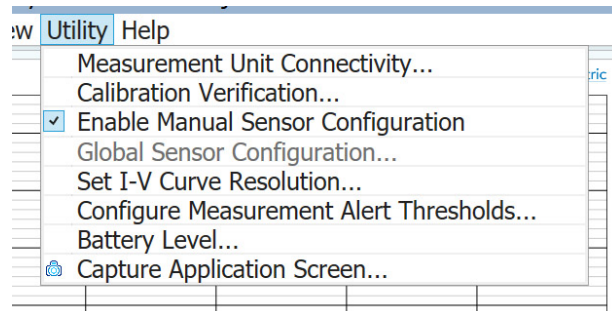 ew Utility Help
Measurement Unit Connectivity...
ric
Calibration Verification...
Enable Manual Sensor Configuration
Global Sensor Configuration...
Set I-V Curve Resolution...
Configure Measurement Alert Thresholds...
Battery Level...
Capture Application Screen...